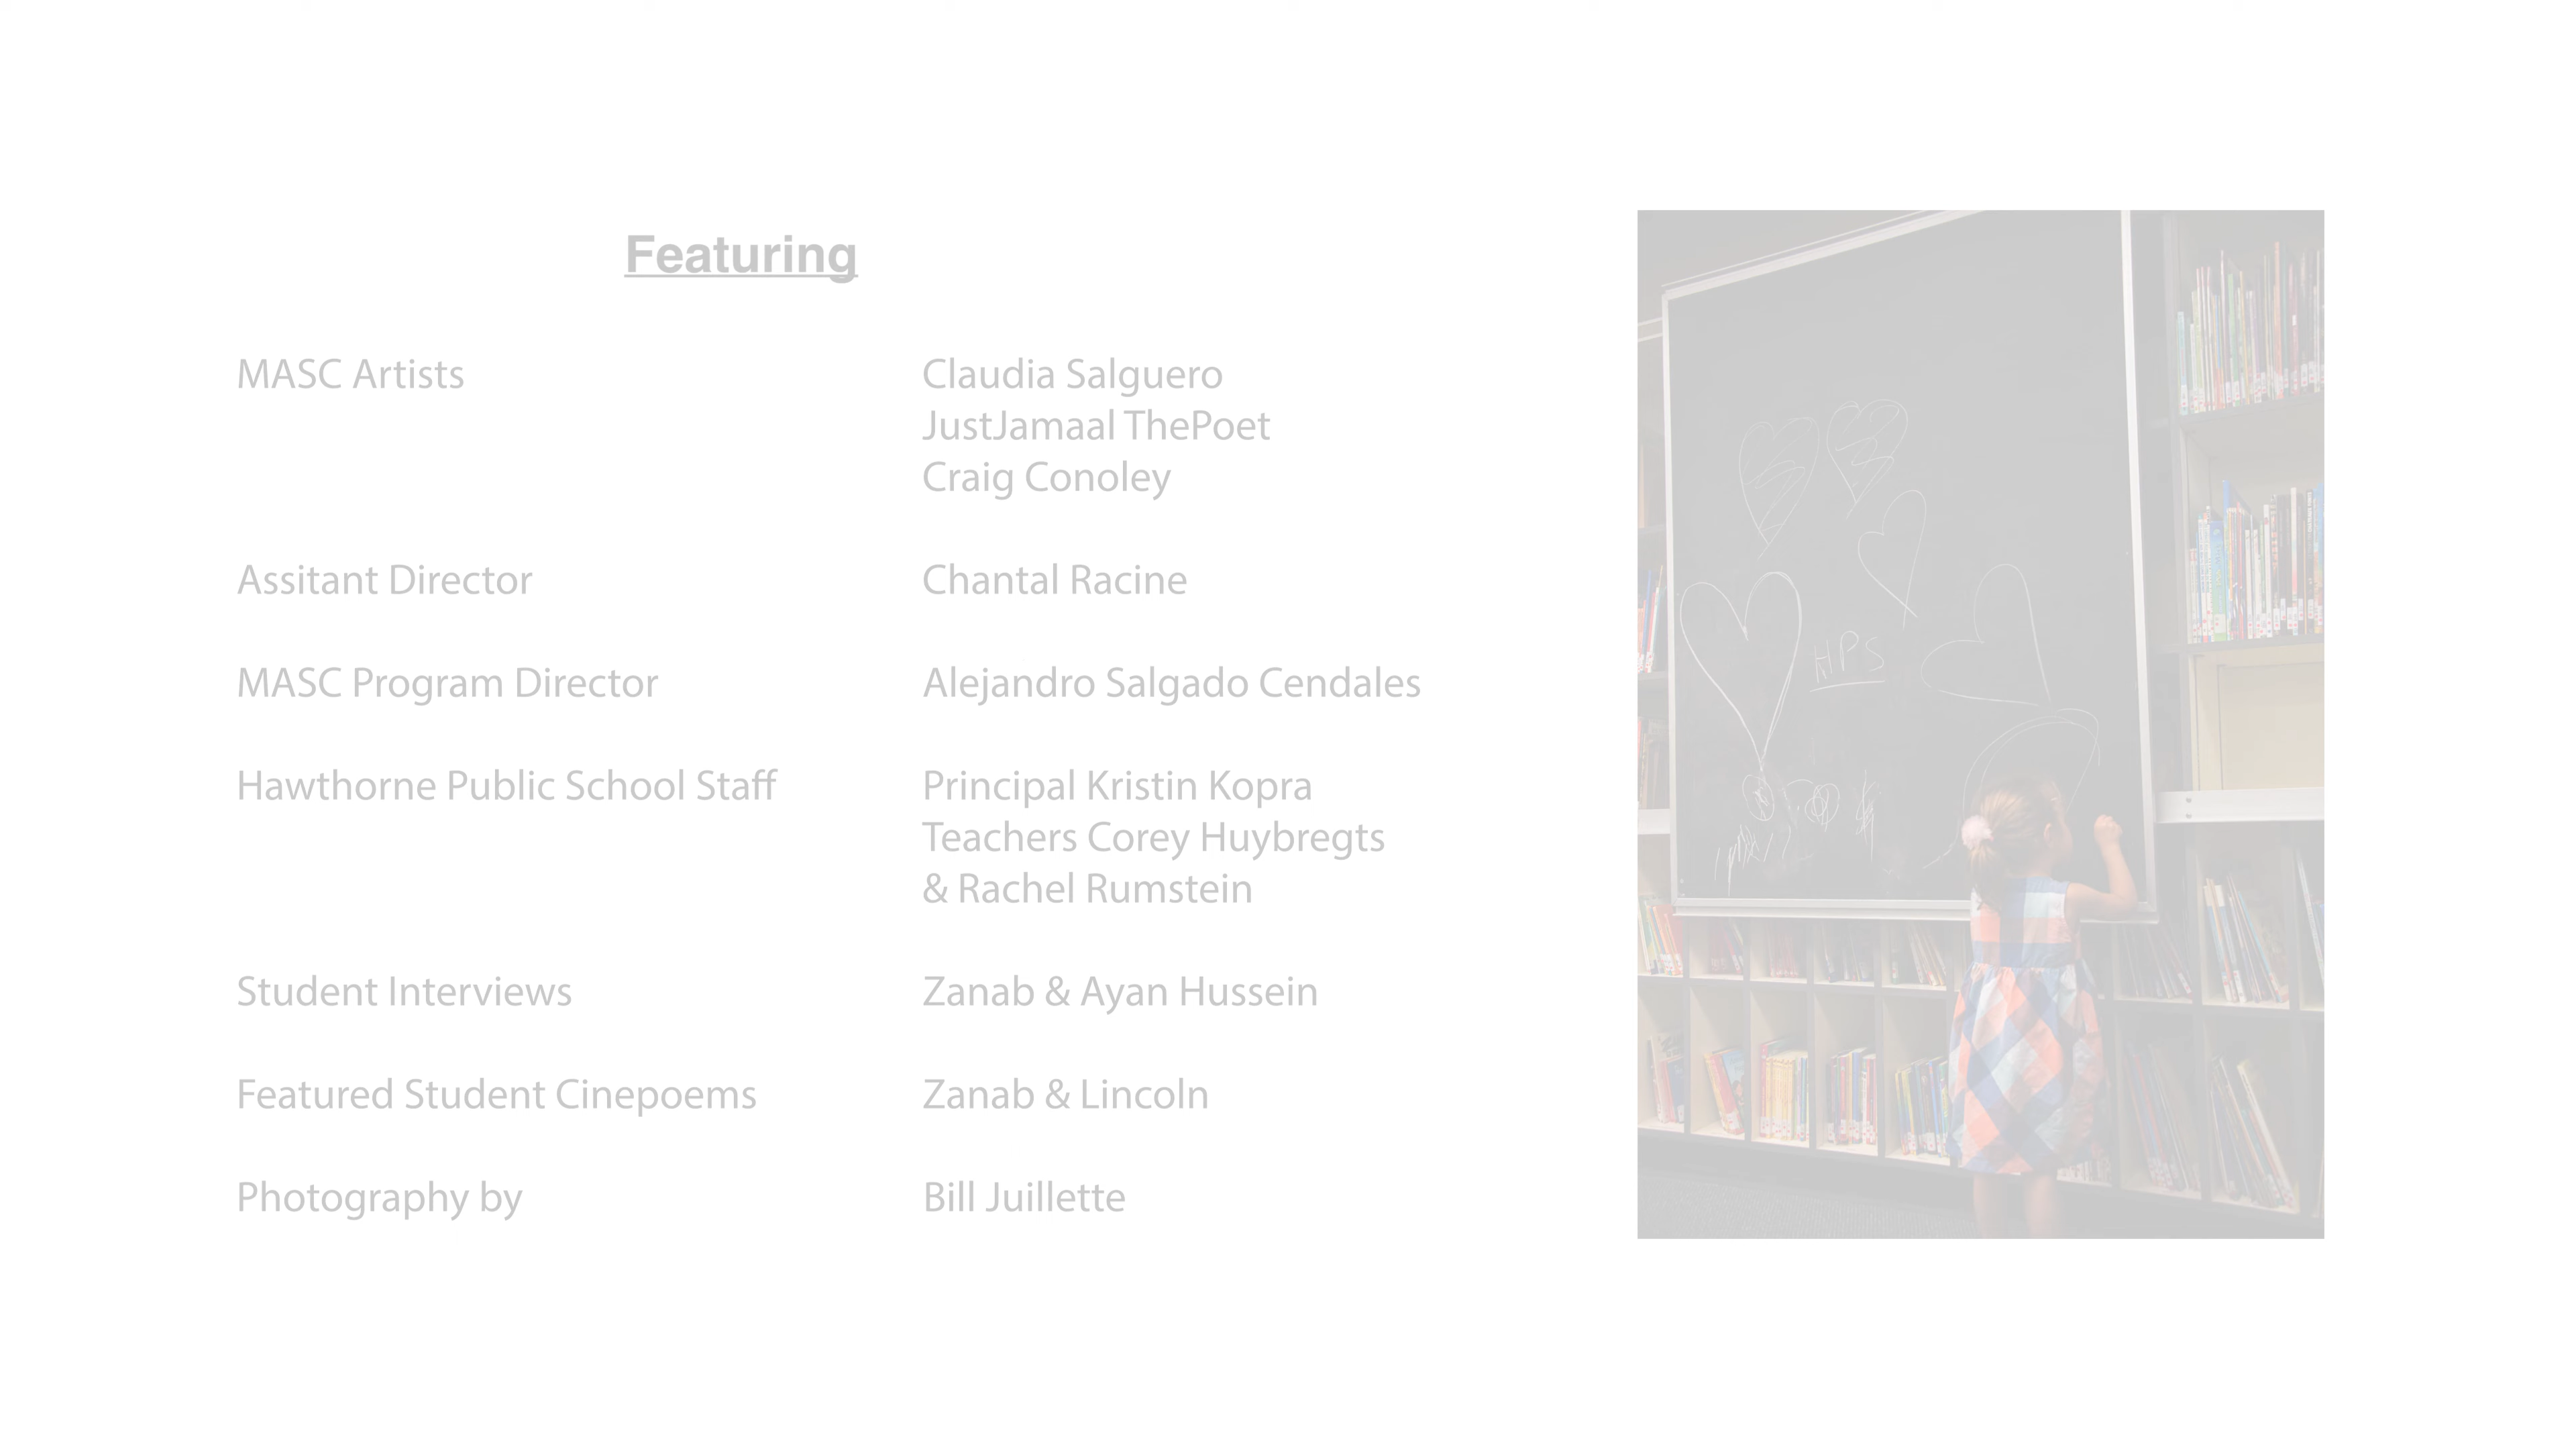 Featuring
MASC Artists Claudia Salguero
JustJamaal ThePoet
Craig Conoley
Assitant Director Chantal Racine
MASC Program Director Alejandro Salgado Cendales
Hawthorne Public School Staff Principal Kristin Kopra
Teachers Corey Huybregts
& Rachel Rumstein
Student Interviews Zanab & Ayan Hussein
Featured Student Cinepoems Zanab & Lincoln
Photography by Bill Juillette
HPS